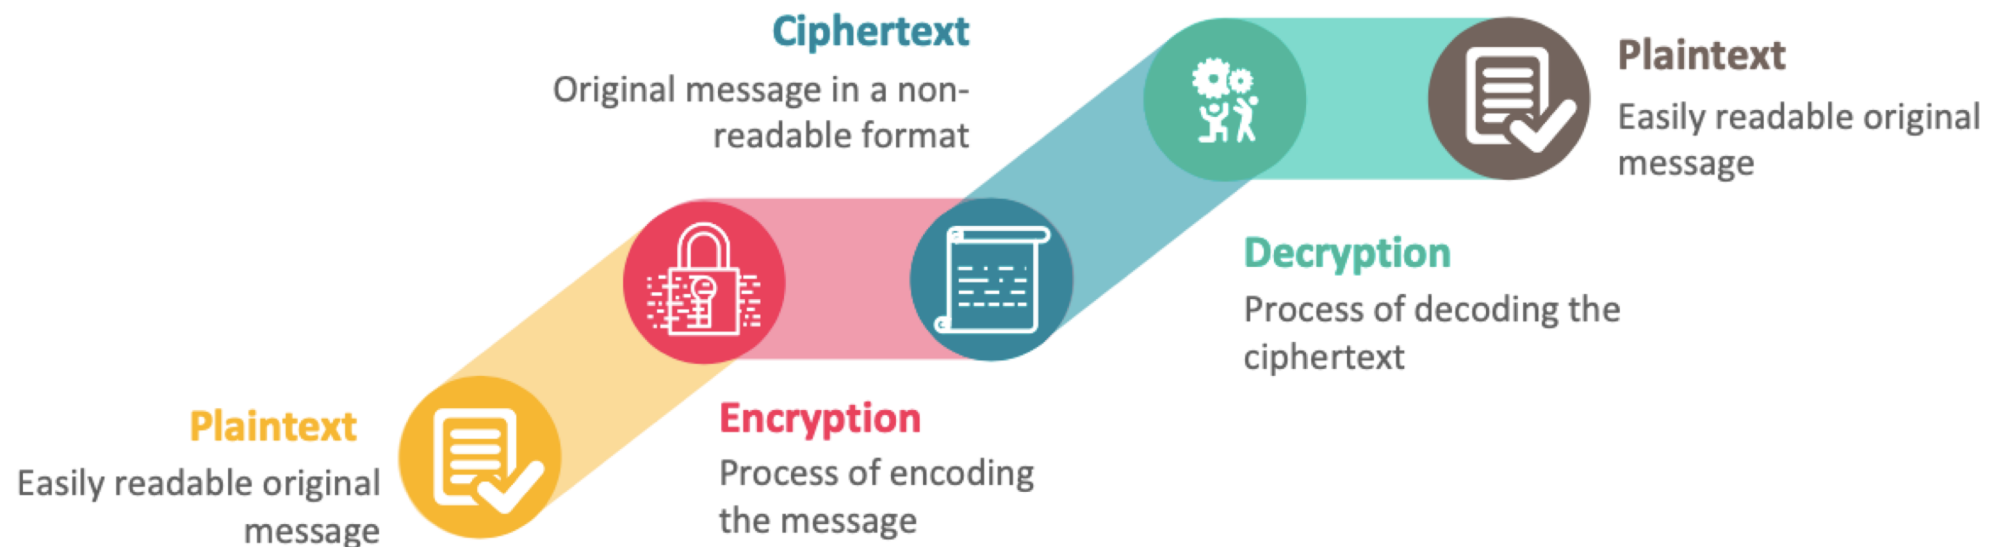 Plaintext
Easily readable original
message
Encryption
Process of encoding
the message
Ciphertext
Original message in a non-
readable format
Decryption
Process of decoding the
ciphertext
Plaintext
Easily readable original
message